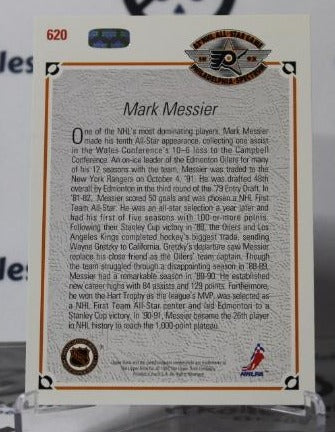 620
43RD NHL ALL-STAR GAME
PHILADELPHIA SPECTRUM
Mark Messier
One of the NHL's most dominating players, Mark Messier
made his tenth All-Star appearance, collecting one assist
in the Wales Conference's 10-6 loss to the Campbell
Conference. An on-ice leader of the Edmonton Oilers for many
of his 12 seasons with the team, Messier was traded to the
New York Rangers on October 4, '91. He was drafted 48th
overall by Edmonton in the third round of the '79 Entry Draft. In
'81-82, Messier scored 50 goals and was chosen a NHL First
Team All-Star. He was an all-star selection a year later and
had his first of five seasons with 100-or-more points.
Following their Stanley Cup victory in '88, the Oilers and Los
Angeles Kings completed hockey's biggest trade, sending
Wayne Gretzky to California. Gretzky's departure saw Messier
replace his close friend as the Oilers' team captain. Though
the team struggled through a disappointing season in '88-89,
Messier had a remarkable season in '89-90. He established
new career highs with 84 assists and 129 points. Furthermore,
he won the Hart Trophy as the league's MVP, was selected as
a NHL First Team All-Star center and led Edmonton to a
Stanley Cup victory. In '90-91, Messier became the 26th player
in NHL history to reach the 1,000-point plateau.
NHLPA